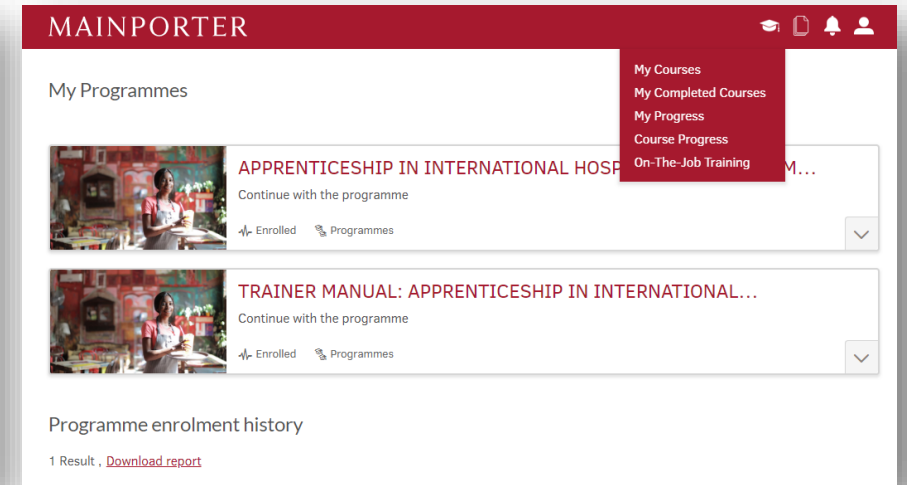 MAINPORTER
My Courses
My Completed Courses
My Progress
Course Progress
On-The-Job Training
My Programmes
APPRENTICESHIP IN INTERNATIONAL HOSP M...
Continue with the programme
Enrolled Programmes
TRAINER MANUAL: APPRENTICESHIP IN INTERNATIONAL...
Continue with the programme
Enrolled Programmes
Programme enrolment history
1 Result , Download report